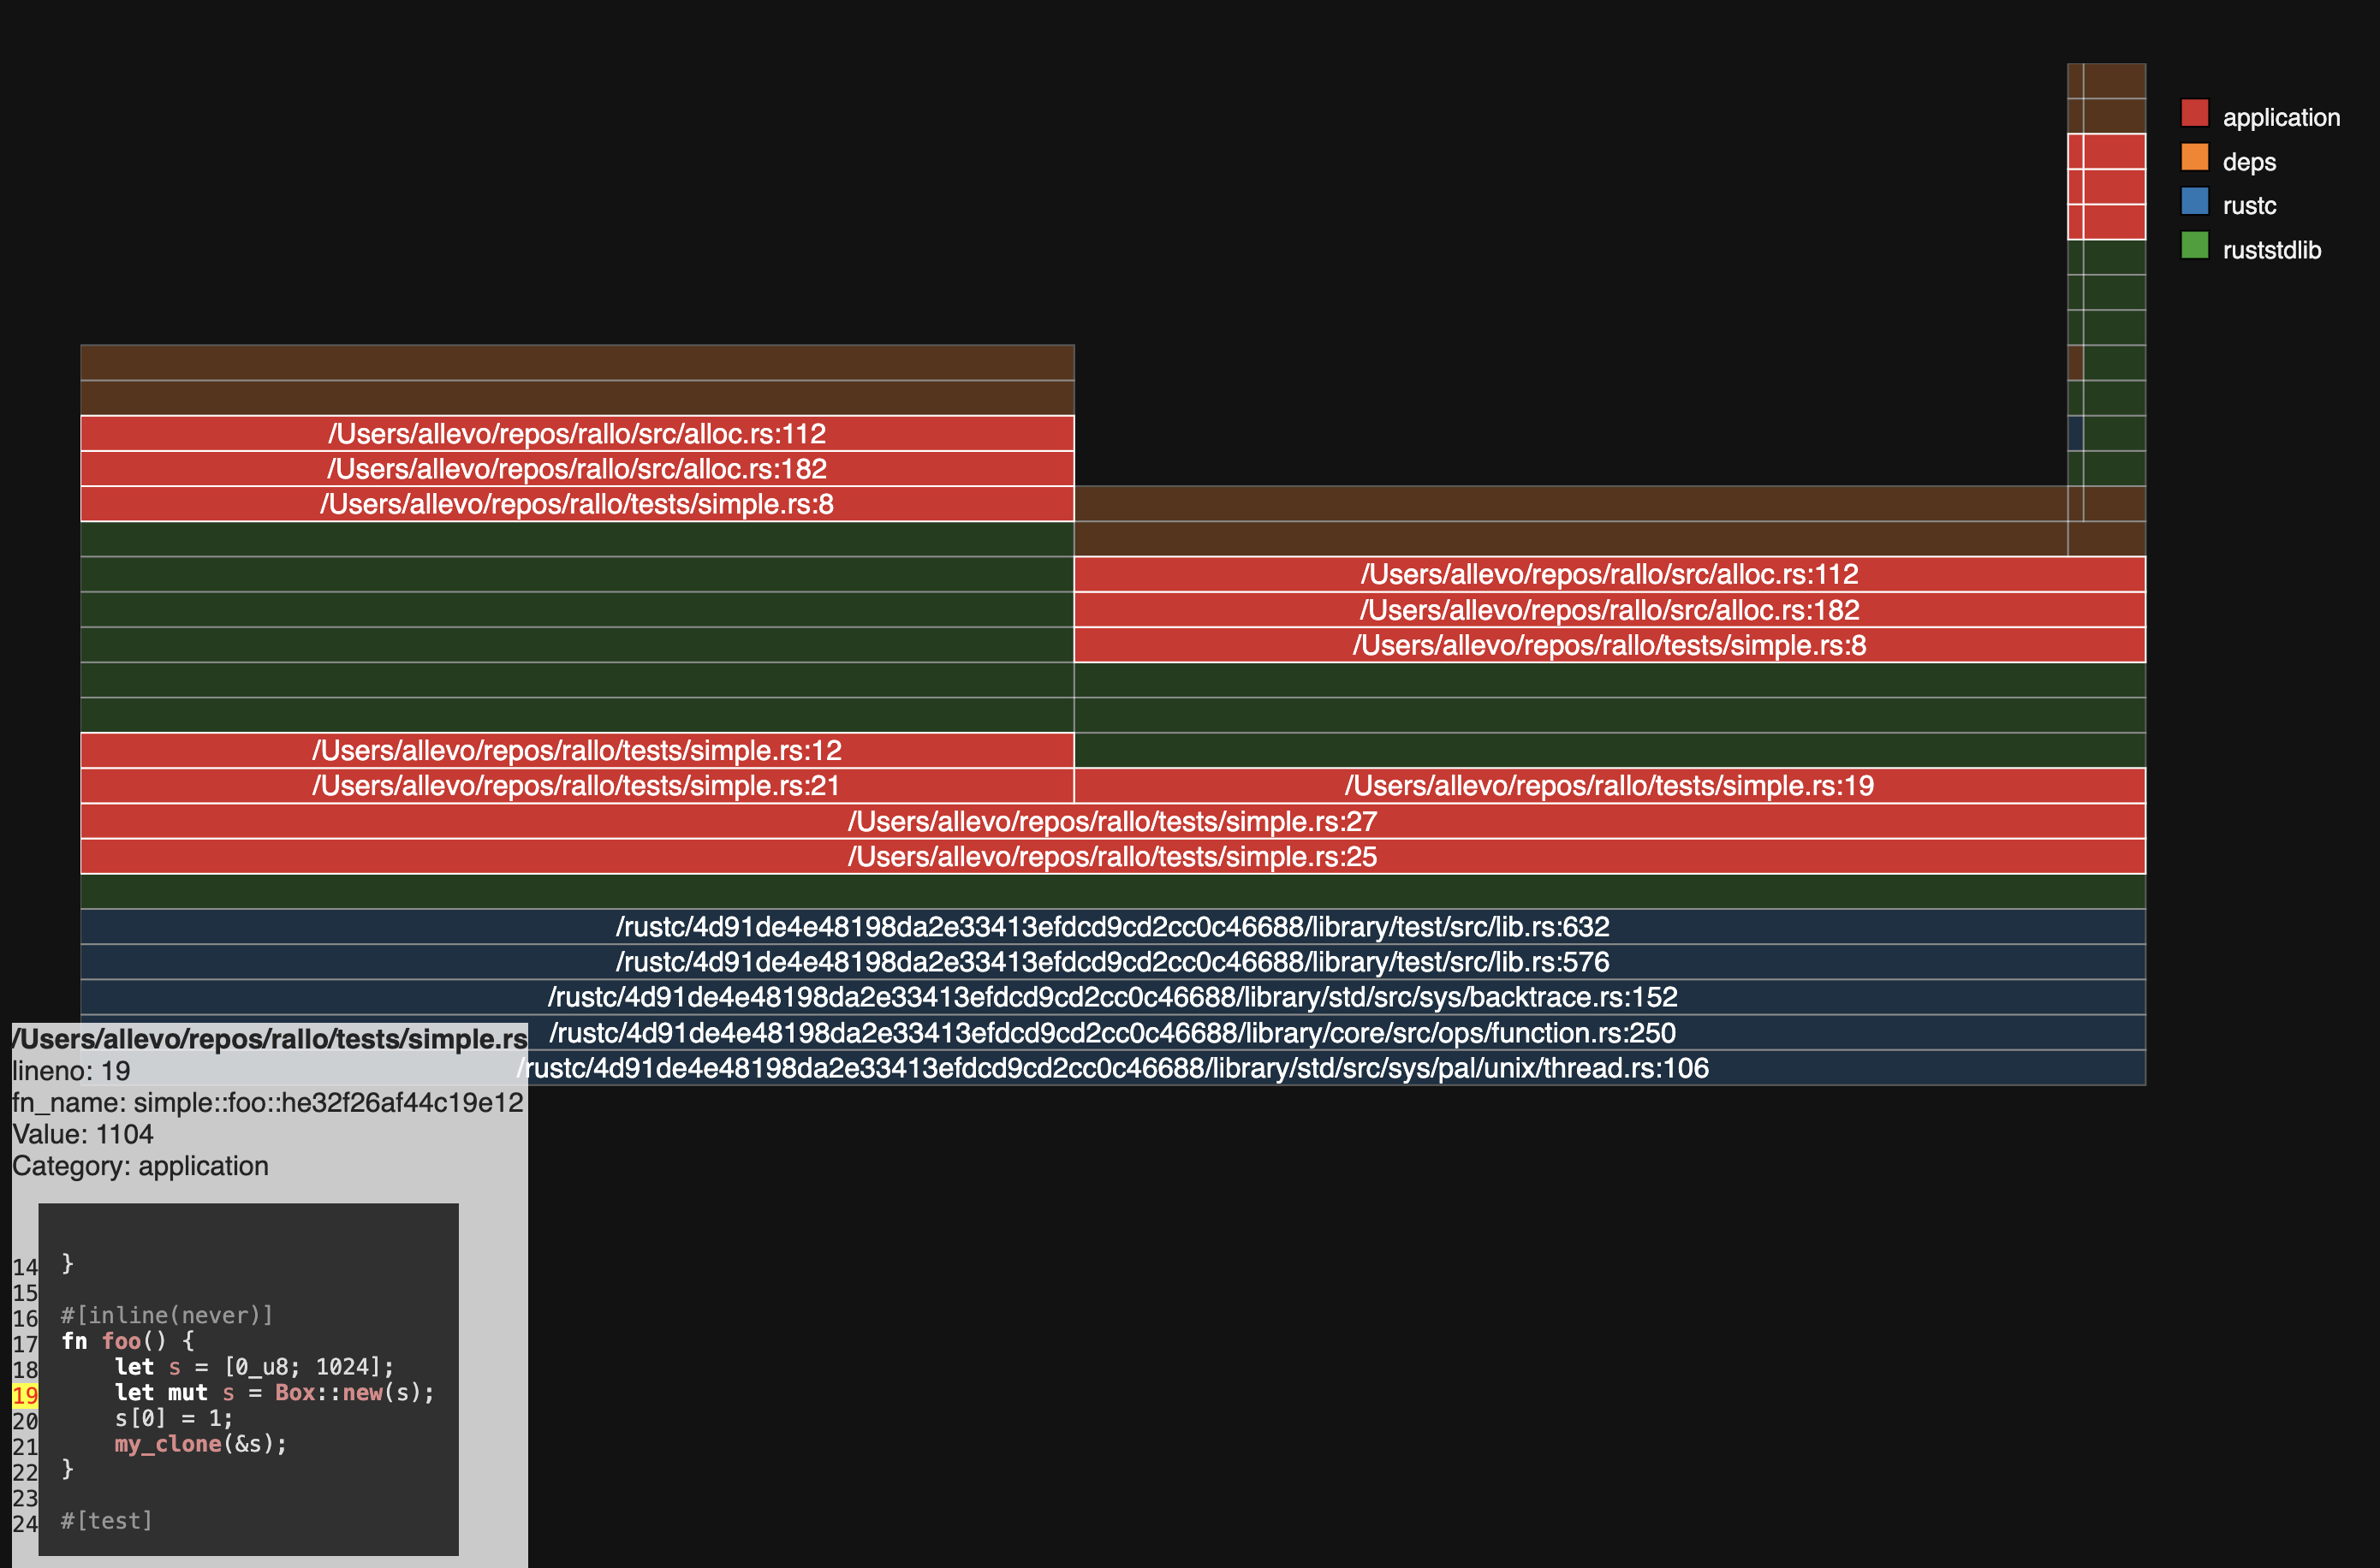 application
deps
rustc
ruststdlib
/Users/allevo/repos/rallo/src/alloc.rs:112
/Users/allevo/repos/rallo/src/alloc.rs:182
/Users/allevo/repos/rallo/tests/simple.rs:8
/Users/allevo/repos/rallo/src/alloc.rs:112
/Users/allevo/repos/rallo/src/alloc.rs:182
/Users/allevo/repos/rallo/tests/simple.rs:8
/Users/allevo/repos/rallo/tests/simple.rs:12
/Users/allevo/repos/rallo/tests/simple.rs:21
/Users/allevo/repos/rallo/tests/simple.rs:19
/Users/allevo/repos/rallo/tests/simple.rs:27
/Users/allevo/repos/rallo/tests/simple.rs:25
/rustc/4d91de4e48198da2e33413efdcd9cd2cc0c46688/library/test/src/lib.rs:632
/rustc/4d91de4e48198da2e33413efdcd9cd2cc0c46688/library/test/src/lib.rs:576
/rustc/4d91de4e48198da2e33413efdcd9cd2cc0c46688/library/std/src/sys/backtrace.rs:152
/rustc/4d91de4e48198da2e33413efdcd9cd2cc0c46688/library/core/src/ops/function.rs:250
/rustc/4d91de4e48198da2e33413efdcd9cd2cc0c46688/library/std/src/sys/pal/unix/thread.rs:106
/Users/allevo/repos/rallo/tests/simple.rs
lineno: 19
fn_name: simple::foo::he32f26af44c19e12
Value: 1104
Category: application
14 }
15
16 #[inline(never)]
17 fn foo() {
18     let s = [0_u8; 1024];
19     let mut s = Box::new(s);
20     s[0] = 1;
21     my_clone(&s);
22 }
23
24 #[test]